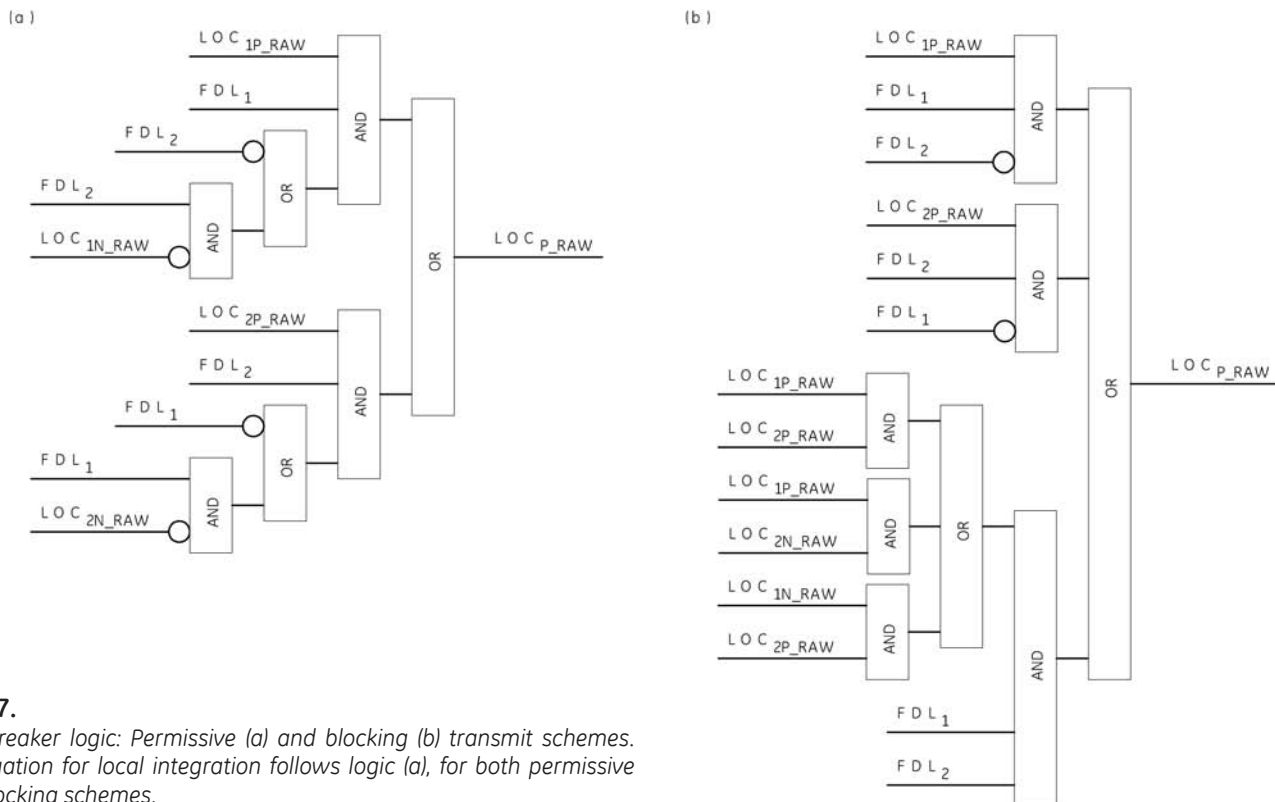 (a)
LOC 1P_RAW
FDL 1
FDL 2
FDL 2
LOC 1N_RAW
AND
OR
AND
LOC 2P_RAW
FDL 2
FDL 1
FDL 1
LOC 2N_RAW
AND
OR
AND
OR
LOC P_RAW
(b)
LOC 1P_RAW
FDL 1
FDL 2
AND
LOC 2P_RAW
FDL 2
FDL 1
AND
LOC 1P_RAW
LOC 2P_RAW
AND
LOC 1P_RAW
LOC 2N_RAW
AND
LOC 1N_RAW
LOC 2P_RAW
AND
OR
FDL 1
FDL 2
AND
OR
LOC P_RAW
7.
reaker logic: Permissive (a) and blocking (b) transmit schemes.
ation for local integration follows logic (a), for both permissive
ocking schemes.